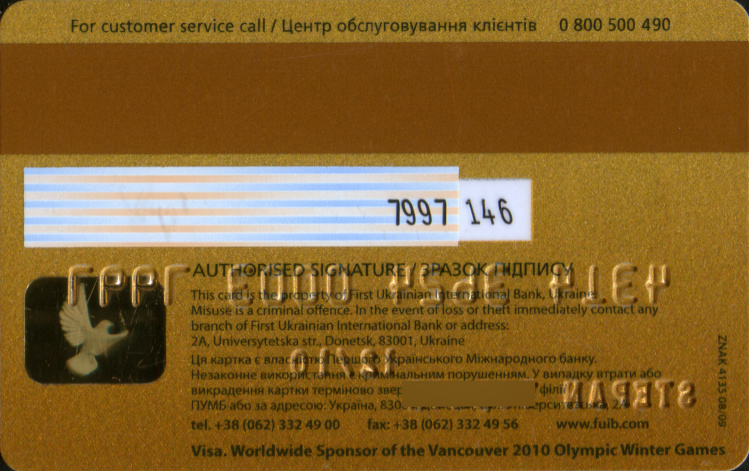 For customer service call / Центр обслуговування клієнтів 0 800 500 490
7997 146
AUTHORISED SIGNATURE / ЗРАЗОК ПІДПИСУ
This card is the property of First Ukrainian International Bank, Ukraine.
Misuse is a criminal offence. In the event of loss or theft immediately contact any
branch of First Ukrainian International Bank or address:
2A, Universytetska str., Donetsk, 83001, Ukraine
Ця картка є власністю Першого Українського Міжнародного банку.
Незаконне використання є кримінальним порушенням. У випадку втрати або
викрадення картки терміново
ПУМБ або за адресою: Україна,
tel. +38 (062) 332 49 00 fax: +38 (062) 332 49 56 www.fuib.com
Visa. Worldwide Sponsor of the Vancouver 2010 Olympic Winter Games
ZNAK 4135 08/09